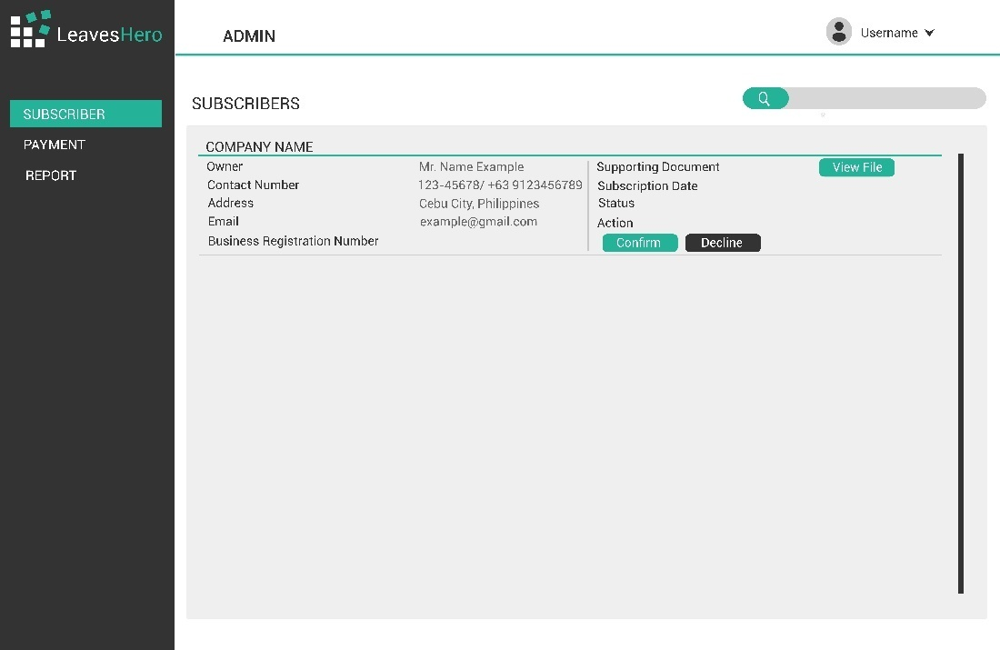 LeavesHero
ADMIN
Username
SUBSCRIBER
PAYMENT
REPORT
SUBSCRIBERS
COMPANY NAME
Owner Mr. Name Example Supporting Document View File
Contact Number 123-45678/ +63 9123456789 Subscription Date
Address Cebu City, Philippines Status
Email example@gmail.com Action
Business Registration Number Confirm Decline